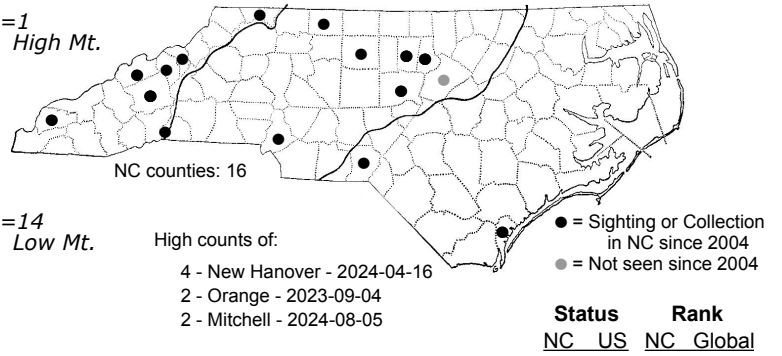 =1
High Mt.
NC counties: 16
=14
Low Mt.
High counts of:
4 - New Hanover - 2024-04-16
2 - Orange - 2023-09-04
2 - Mitchell - 2024-08-05
● = Sighting or Collection
in NC since 2004
● = Not seen since 2004
Status Rank
NC US NC Global